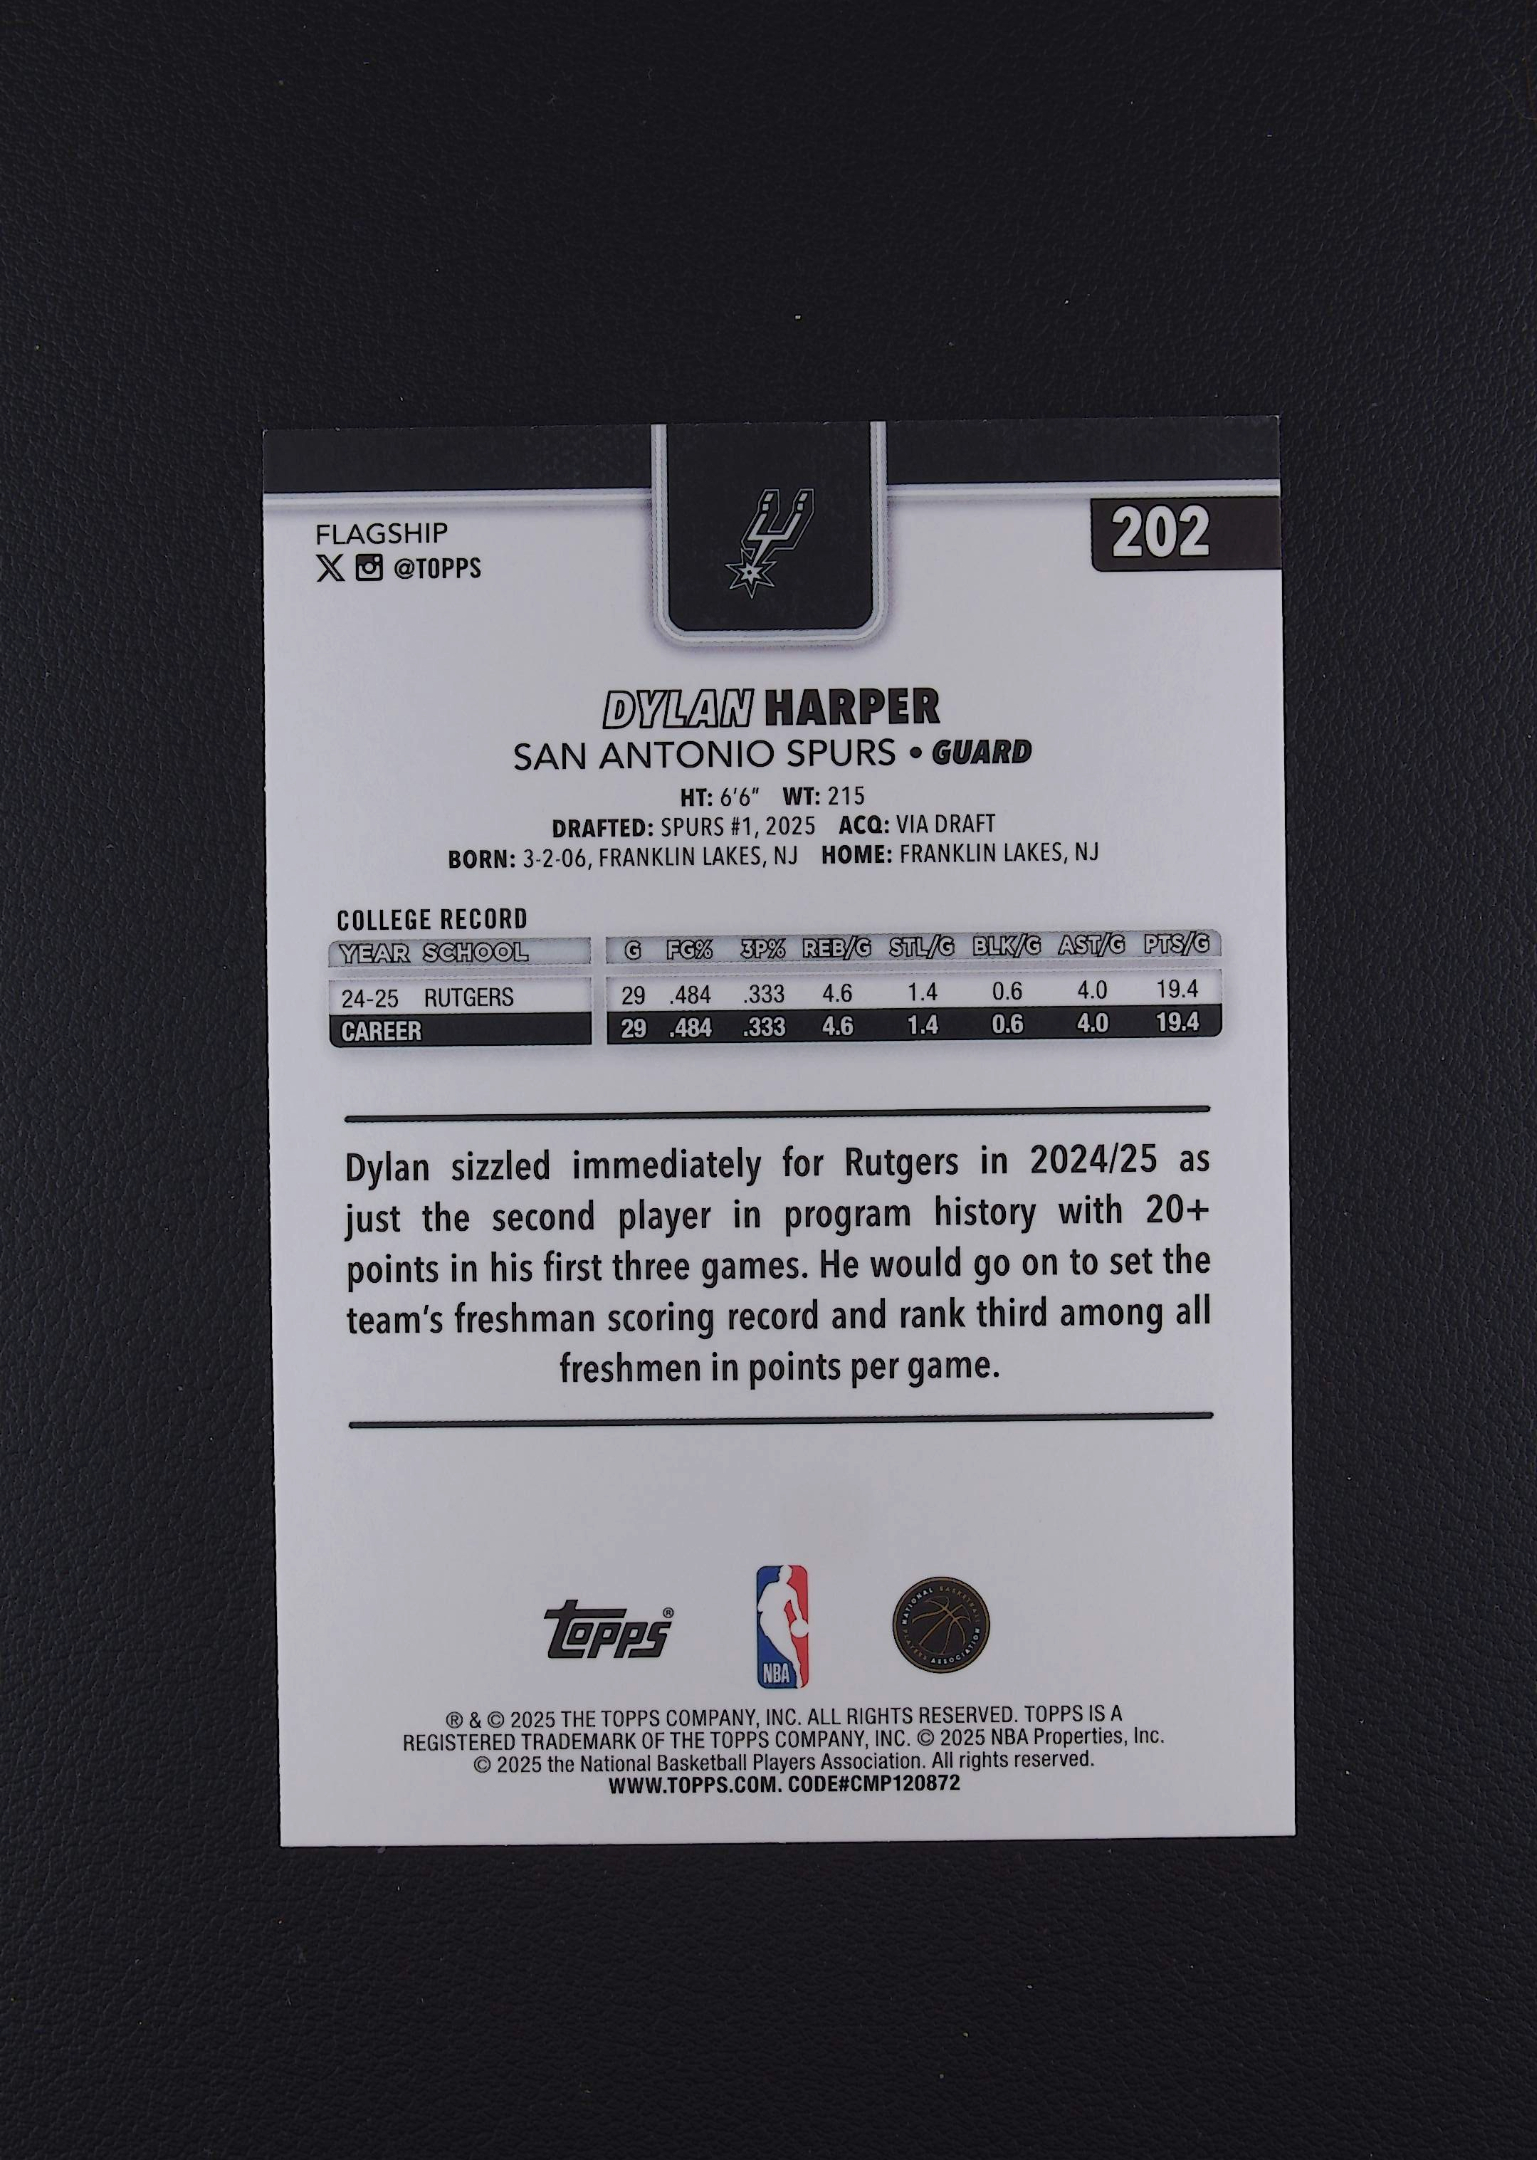 FLAGSHIP
X @TOPPS
202
DYLAN HARPER
SAN ANTONIO SPURS • GUARD
HT: 6'6" WT: 215
DRAFTED: SPURS #1, 2025 ACQ: VIA DRAFT
BORN: 3-2-06, FRANKLIN LAKES, NJ HOME: FRANKLIN LAKES, NJ
COLLEGE RECORD
YEAR SCHOOL G FG% 3P% REB/G STL/G BLK/G AST/G PTS/G
24-25 RUTGERS 29 .484 .333 4.6 1.4 0.6 4.0 19.4
CAREER 29 .484 .333 4.6 1.4 0.6 4.0 19.4
Dylan sizzled immediately for Rutgers in 2024/25 as
just the second player in program history with 20+
points in his first three games. He would go on to set the
team's freshman scoring record and rank third among all
freshmen in points per game.
Topps®
NBA
NATIONAL BASKETBALL PLAYERS ASSOCIATION
® & © 2025 THE TOPPS COMPANY, INC. ALL RIGHTS RESERVED. TOPPS IS A
REGISTERED TRADEMARK OF THE TOPPS COMPANY, INC. © 2025 NBA Properties, Inc.
© 2025 the National Basketball Players Association. All rights reserved.
WWW.TOPPS.COM. CODE#CMP120872